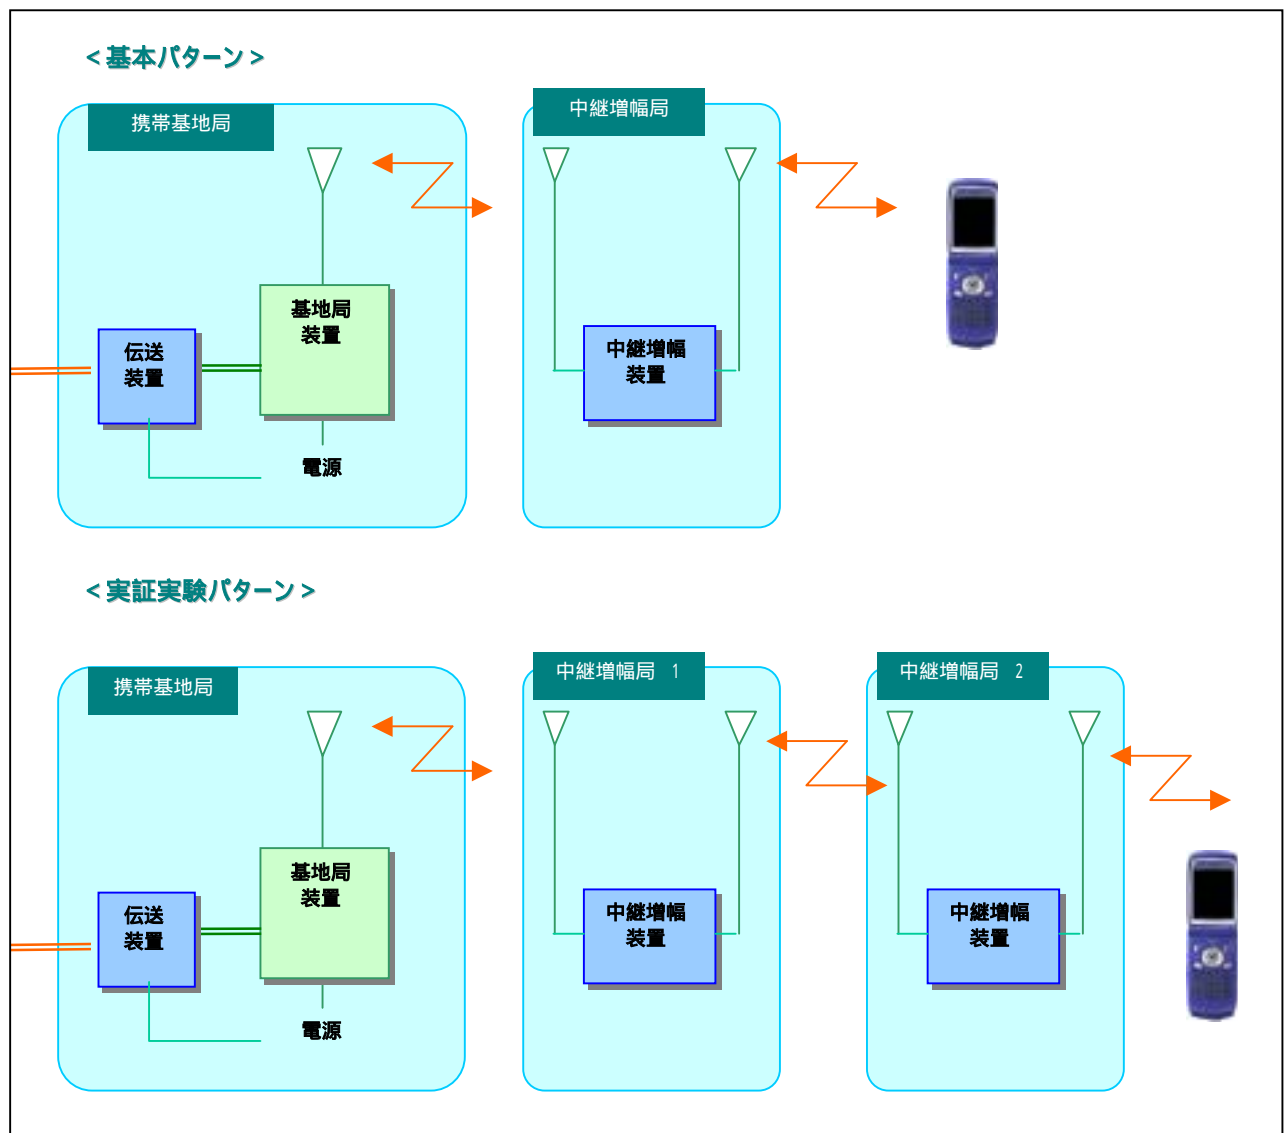 ＜基本パターン＞
携帯基地局
中継増幅局
基地局
装置
伝送
装置
中継増幅
装置
電源
＜実証実験パターン＞
携帯基地局
中継増幅局 1
中継増幅局 2
基地局
装置
伝送
装置
中継増幅
装置
中継増幅
装置
電源